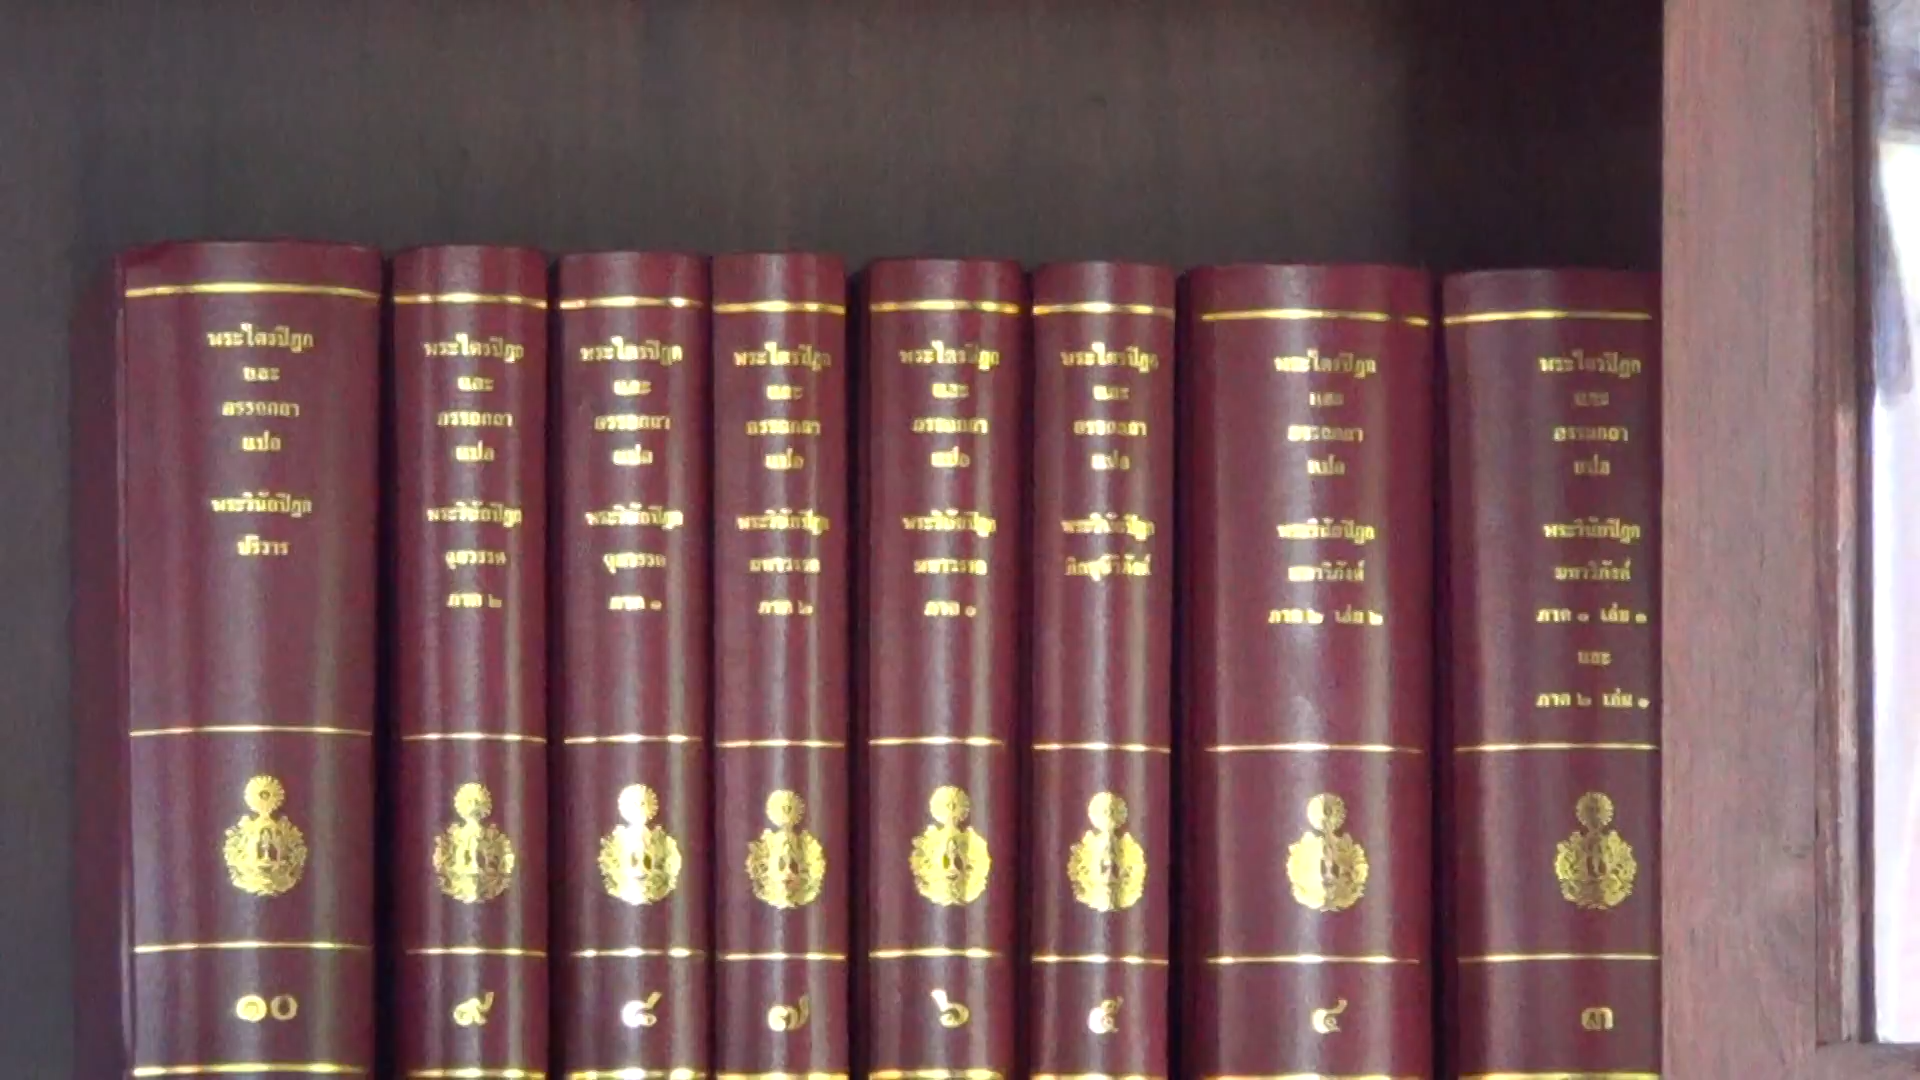 พระไตรปิฎก
และ
อรรถกถา
แปล
พระวินัยปิฎก
ปริวาร
๑๐
พระไตรปิฎก
และ
อรรถกถา
แปล
พระวินัยปิฎก
จุลวรรค
ภาค ๒
๙
พระไตรปิฎก
และ
อรรถกถา
แปล
พระวินัยปิฎก
จุลวรรค
ภาค ๑
๘
พระไตรปิฎก
และ
อรรถกถา
แปล
พระวินัยปิฎก
มหาวรรค
ภาค ๒
๗
พระไตรปิฎก
และ
อรรถกถา
แปล
พระวินัยปิฎก
มหาวรรค
ภาค ๑
๖
พระไตรปิฎก
และ
อรรถกถา
แปล
พระวินัยปิฎก
ภิกขุนีวิภังค์
๕
พระไตรปิฎก
และ
อรรถกถา
แปล
พระวินัยปิฎก
มหาวิภังค์
ภาค ๒ เล่ม ๒
๔
พระไตรปิฎก
และ
อรรถกถา
แปล
พระวินัยปิฎก
มหาวิภังค์
ภาค ๑ เล่ม ๑
และ
ภาค ๒ เล่ม ๑
๓